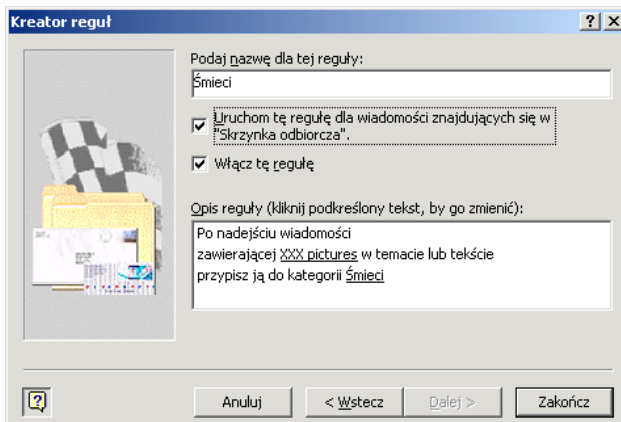 Kreator reguł
Podaj nazwę dla tej reguły:
Śmieci
Uruchom tę regułę dla wiadomości znajdujących się w
"Skrzynka odbiorcza".
Włącz tę regułę
Opis reguły (kliknij podkreślony tekst, by go zmienić):
Po nadejściu wiadomości
zawierającej XXX pictures w temacie lub tekście
przypisz ją do kategorii Śmieci
Anuluj
< Wstecz
Dalej >
Zakończ